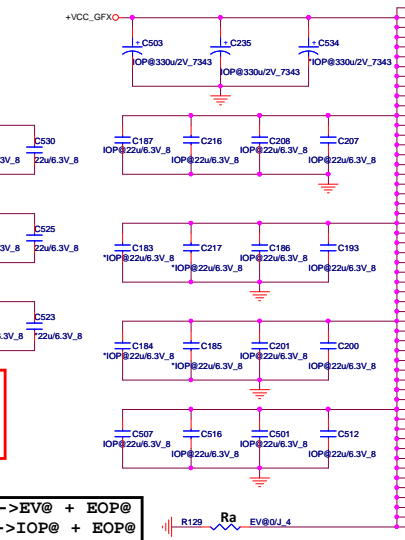 +VCC_GFX
+ C503
+ C235
+ C534
IOP@330u/2V_7343
IOP@330u/2V_7343
*IOP@330u/2V_7343
C530
3V_8
22u/6.3V_8
C187
C216
C208
C207
IOP@22u/6.3V_8
IOP@22u/6.3V_8
IOP@22u/6.3V_8
IOP@22u/6.3V_8
C525
3V_8
22u/6.3V_8
C183
C217
C186
C193
*IOP@22u/6.3V_8
*IOP@22u/6.3V_8
IOP@22u/6.3V_8
IOP@22u/6.3V_8
C523
.3V_8
*22u/6.3V_8
C184
C185
C201
C200
*IOP@22u/6.3V_8
*IOP@22u/6.3V_8
IOP@22u/6.3V_8
IOP@22u/6.3V_8
C507
C516
C501
C512
IOP@22u/6.3V_8
IOP@22u/6.3V_8
IOP@22u/6.3V_8
IOP@22u/6.3V_8
->EV@ + EOP@
->IOP@ + EOP@
R129
Ra
EV@0/J_4